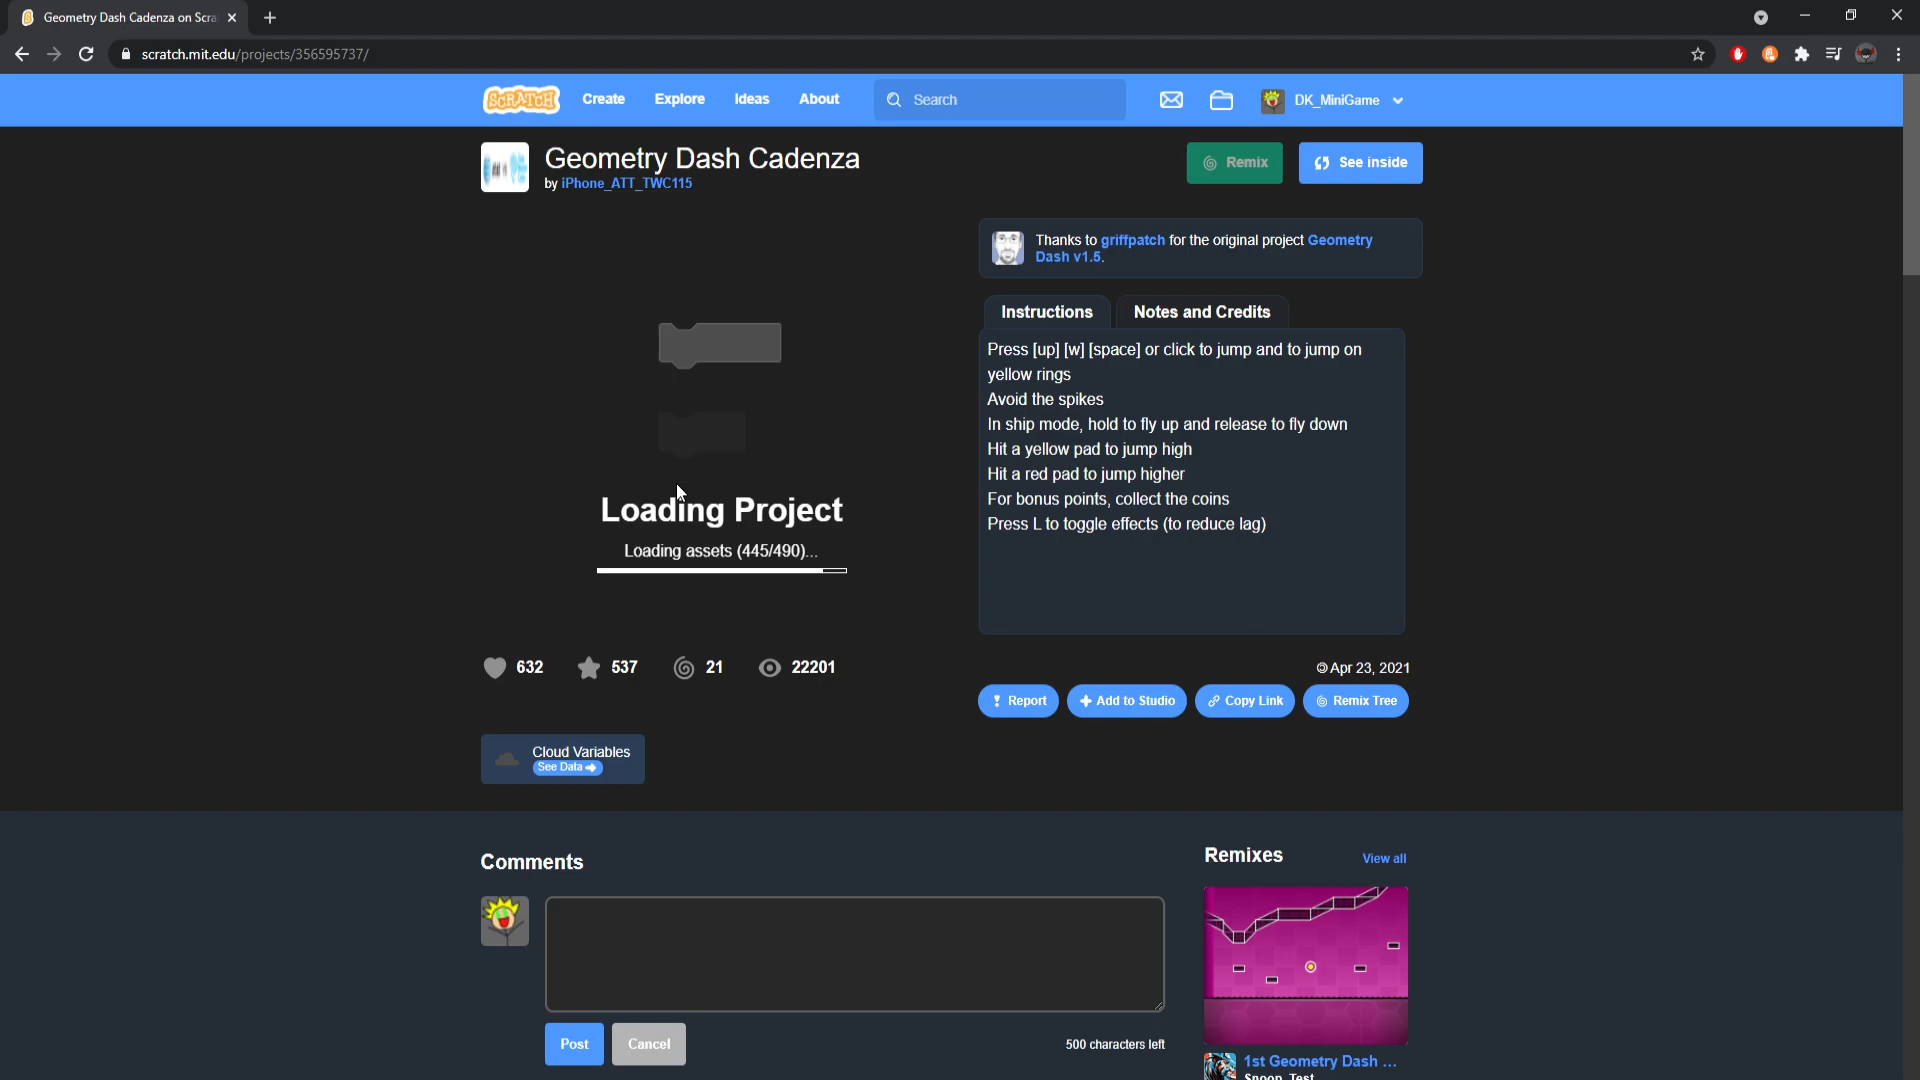 Geometry Dash Cadenza on Scra
scratch.mit.edu/projects/356595737/
SCRATCH
Create
Explore
Ideas
About
Search
DK_MiniGame
Geometry Dash Cadenza
by iPhone_ATT_TWC115
Remix
See inside
Thanks to griffpatch for the original project Geometry
Dash v1.5.
Instructions
Notes and Credits
Press [up] [w] [space] or click to jump and to jump on
yellow rings
Avoid the spikes
In ship mode, hold to fly up and release to fly down
Hit a yellow pad to jump high
Hit a red pad to jump higher
For bonus points, collect the coins
Press L to toggle effects (to reduce lag)
Loading Project
Loading assets (445/490)...
632
537
21
22201
© Apr 23, 2021
Report
Add to Studio
Copy Link
Remix Tree
Cloud Variables
See Data
Comments
Post
Cancel
500 characters left
Remixes
View all
1st Geometry Dash ...
Snoop_Test